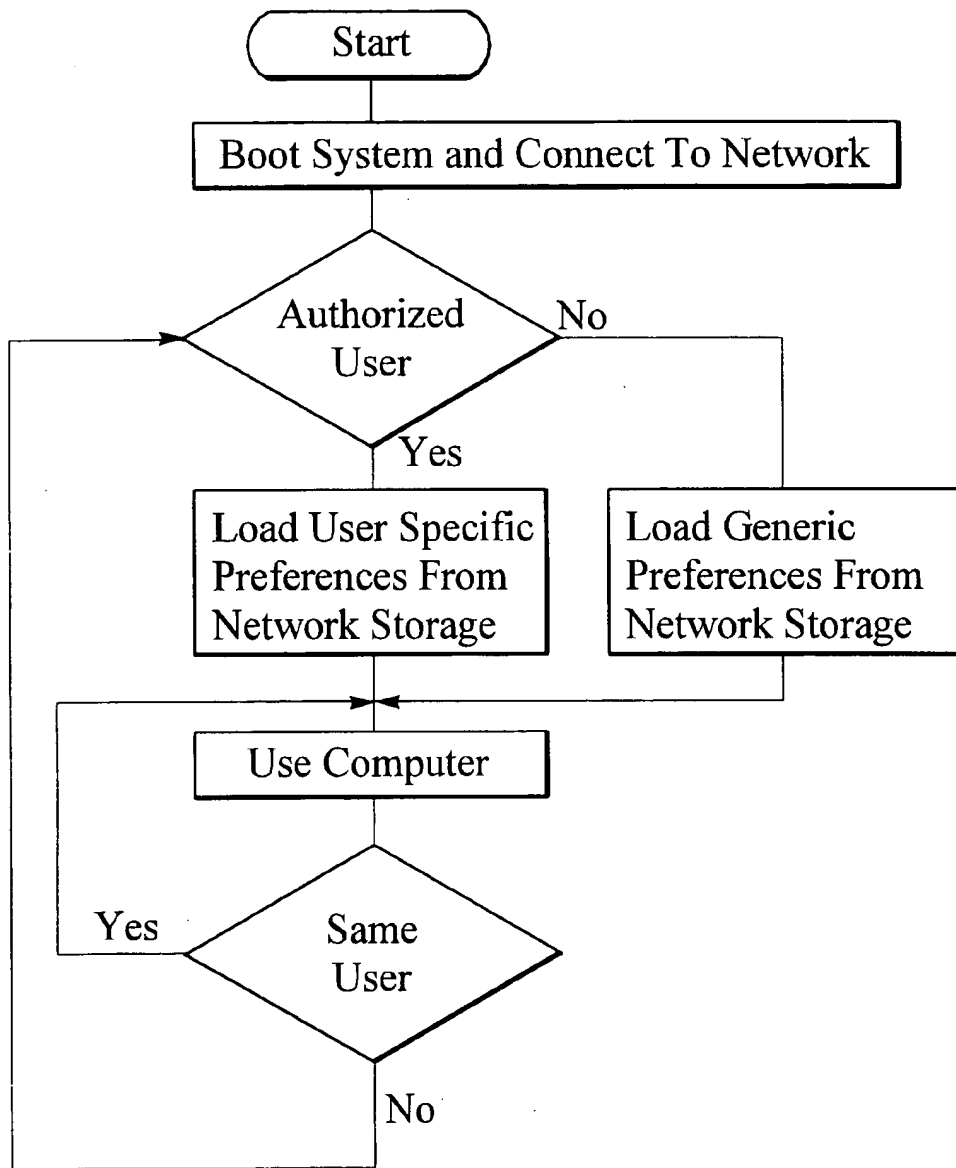 Start
Boot System and Connect To Network
Authorized
User
No
Yes
Load User Specific
Preferences From
Network Storage
Load Generic
Preferences From
Network Storage
Use Computer
Yes
Same
User
No